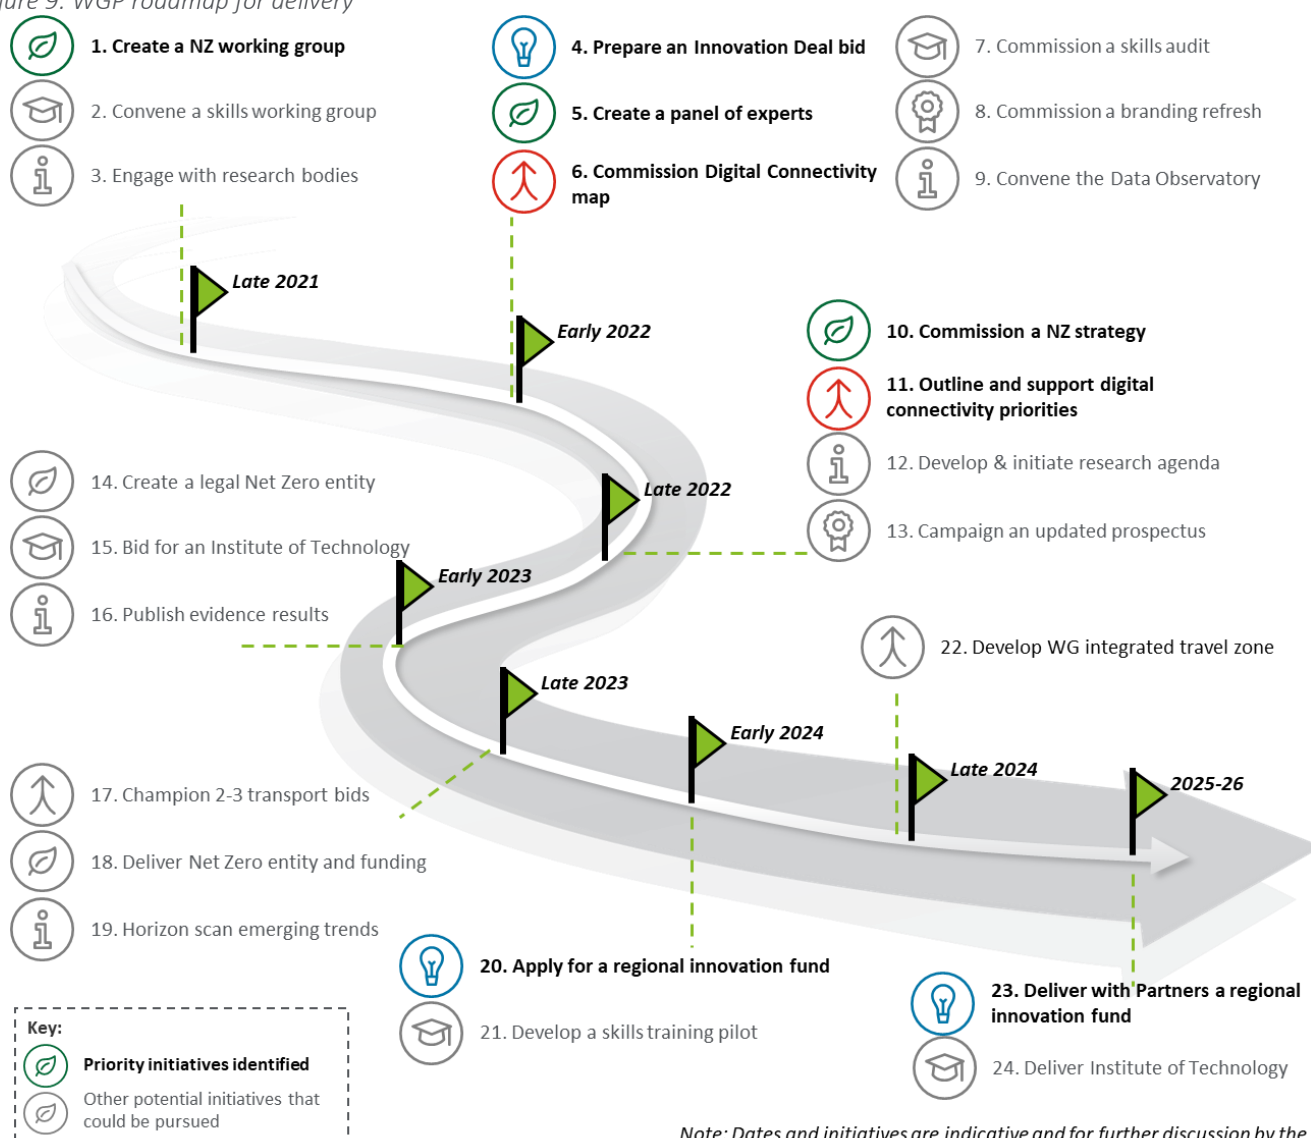 Figure 9: WGP roadmap for delivery
1. Create a NZ working group
2. Convene a skills working group
3. Engage with research bodies
4. Prepare an Innovation Deal bid
5. Create a panel of experts
6. Commission Digital Connectivity
map
7. Commission a skills audit
8. Commission a branding refresh
9. Convene the Data Observatory
Late 2021
Early 2022
10. Commission a NZ strategy
11. Outline and support digital
connectivity priorities
12. Develop & initiate research agenda
13. Campaign an updated prospectus
Late 2022
14. Create a legal Net Zero entity
15. Bid for an Institute of Technology
16. Publish evidence results
Early 2023
22. Develop WG integrated travel zone
Late 2023
Early 2024
Late 2024
2025-26
17. Champion 2-3 transport bids
18. Deliver Net Zero entity and funding
19. Horizon scan emerging trends
20. Apply for a regional innovation fund
21. Develop a skills training pilot
23. Deliver with Partners a regional
innovation fund
24. Deliver Institute of Technology
Key:
Priority initiatives identified
Other potential initiatives that
could be pursued
Note: Dates and initiatives are indicative and for further discussion by the